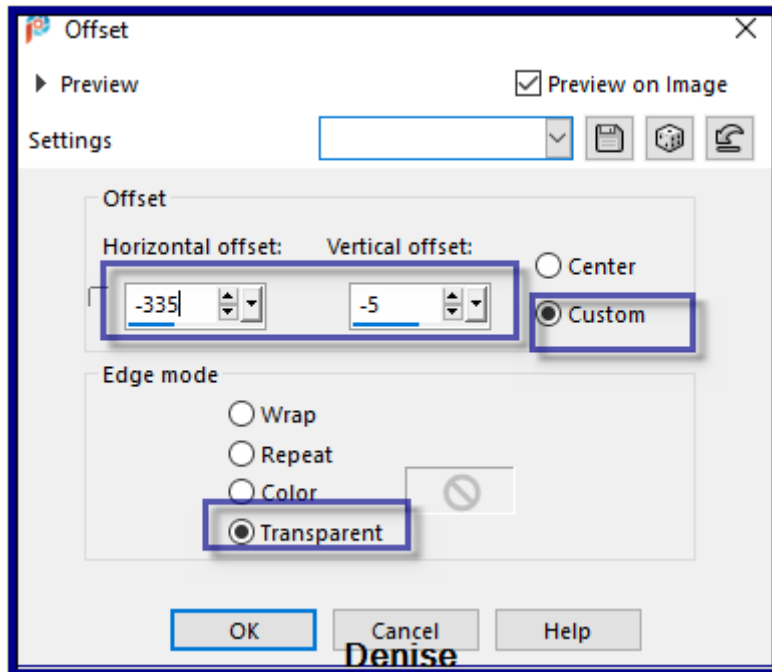 Offset
Preview
Preview on Image
Settings
Offset
Horizontal offset:
Vertical offset:
-335
-5
Center
Custom
Edge mode
Wrap
Repeat
Color
Transparent
OK
Cancel
Help
Denise